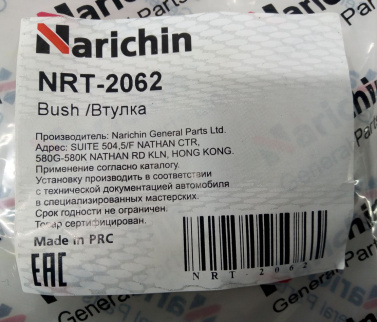 Narichin
NRT-2062
Bush /Втулка
Производитель: Narichin General Parts Ltd.
Адрес: SUITE 504,5/F NATHAN CTR,
580G-580K NATHAN RD KLN, HONG KONG.
Применение согласно каталогу.
Установку производить в соответствии
с технической документацией автомобиля
в специализированных мастерских.
Срок годности не ограничен.
Товар сертифицирован.
Made in PRC
EAC
NRT-2062